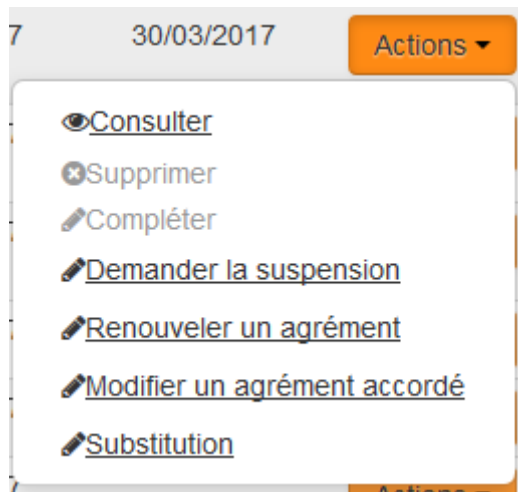 7 30/03/2017 Actions
Consulter
Supprimer
Compléter
Demander la suspension
Renouveler un agrément
Modifier un agrément accordé
Substitution